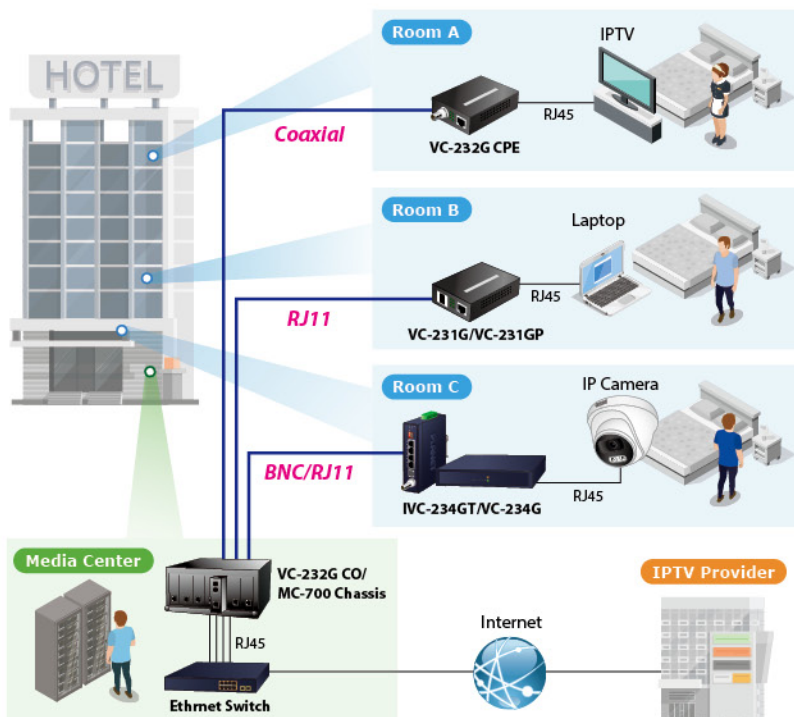 HOTEL
Room A
IPTV
RJ45
Coaxial
VC-232G CPE
Room B
Laptop
RJ45
RJ11
VC-231G/VC-231GP
Room C
IP Camera
PLANET
RJ45
BNC/RJ11
IVC-234GT/VC-234G
Media Center
VC-232G CO/
MC-700 Chassis
RJ45
Ethrnet Switch
Internet
IPTV Provider